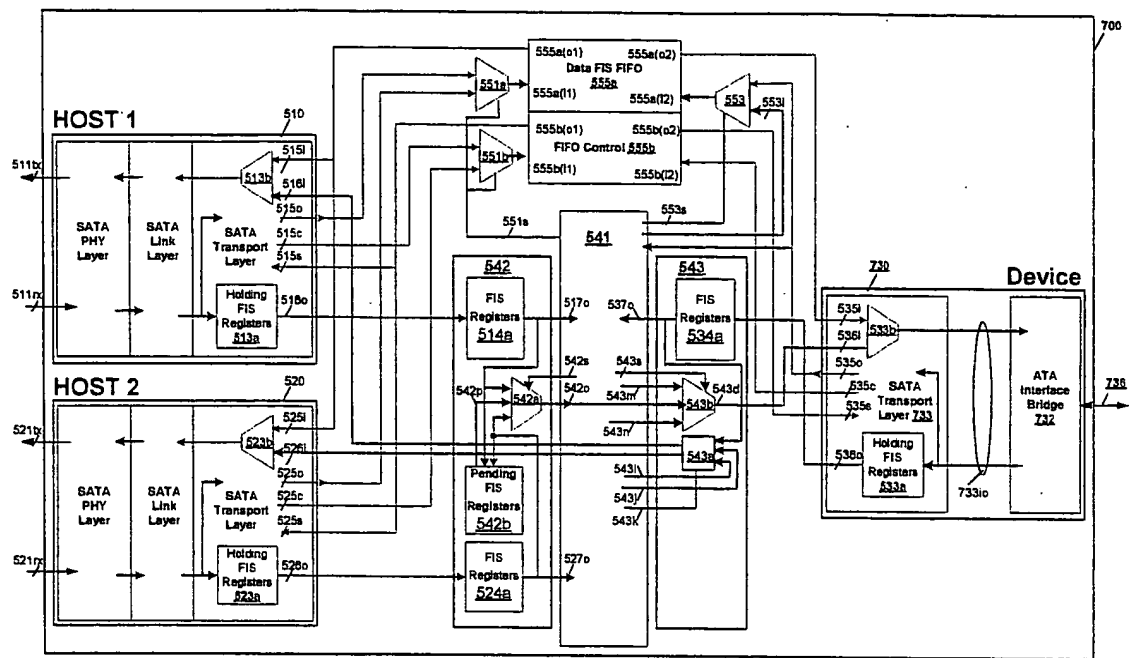 700
555a(o1)
555a(o2)
Data FIS FIFO
555a
555a(i1)
555a(i2)
551a
553
553i
555b(o1)
555b(o2)
FIFO Control 555b
555b(i1)
555b(i2)
551b
551s
553s
HOST 1
510
511tx
511rx
SATA
PHY
Layer
SATA
Link
Layer
513b
515i
516i
515o
515c
515s
SATA
Transport
Layer
Holding
FIS
Registers
513a
516o
HOST 2
520
521tx
521rx
SATA
PHY
Layer
SATA
Link
Layer
523b
525i
526i
525o
525c
525s
SATA
Transport
Layer
Holding
FIS
Registers
523a
526o
542
FIS
Registers
514a
517o
542s
542p
542a
542o
Pending
FIS
Registers
542b
FIS
Registers
524a
527o
541
543
537o
FIS
Registers
534a
543s
543m
543n
543b
543d
543a
543i
543j
543k
Device
730
535i
536i
533b
535o
535c
535s
SATA
Transport
Layer 733
Holding
FIS
Registers
533a
536o
733io
ATA
Interface
Bridge
732
736